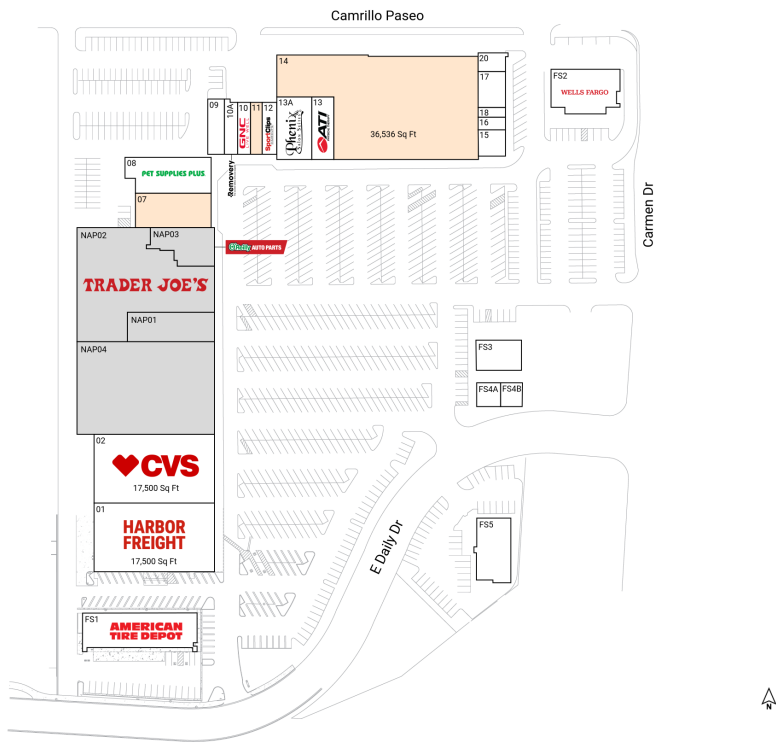 Camrillo Paseo
14
20
17
FS2
WELLS FARGO
09
10A
10
11
12
13A
13
GNC
SportClips
Phenix
Salon Suites
ATI
36,536 Sq Ft
18
16
15
08
PET SUPPLIES PLUS
Removery
07
NAP02
NAP03
O'Reilly AUTO PARTS
Carmen Dr
TRADER JOE'S
NAP01
NAP04
FS3
FS4A
FS4B
02
CVS
17,500 Sq Ft
01
HARBOR
FREIGHT
17,500 Sq Ft
E Daily Dr
FS5
FS1
AMERICAN
TIRE DEPOT
N